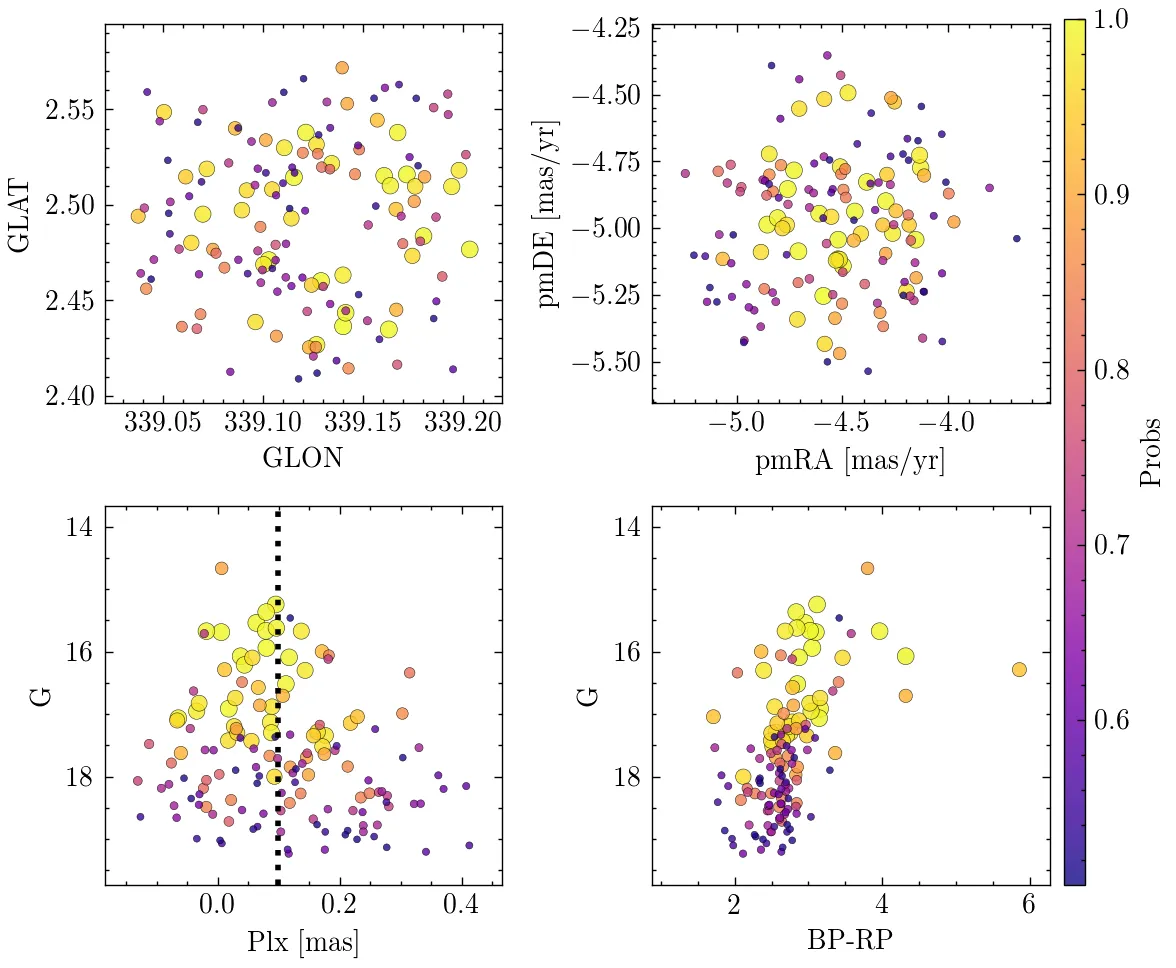 2.55
2.50
2.45
2.40
GLAT
339.05 339.10 339.15 339.20
GLON
−4.25
−4.50
−4.75
−5.00
−5.25
−5.50
pmDE [mas/yr]
−5.0 −4.5 −4.0
pmRA [mas/yr]
1.0
0.9
0.8
0.7
0.6
Probs
14
16
18
G
0.0 0.2 0.4
Plx [mas]
14
16
18
G
2 4 6
BP-RP